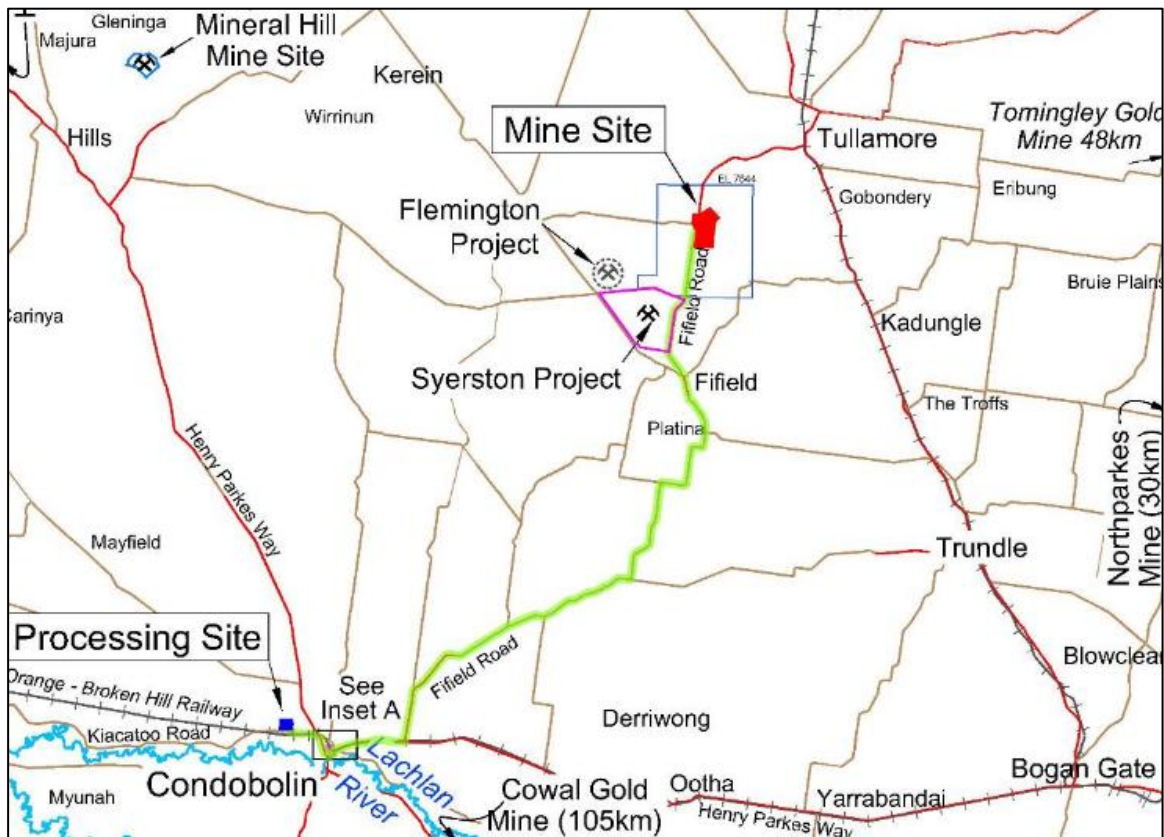 Gleninga
Majura
Mineral Hill
Mine Site
Kerein
Wirrinun
Hills
Mine Site
Tullamore
Tomingley Gold
Mine 48km
EL 7644
Gobondery
Eribung
Flemington
Project
Fifield Road
Bruie Plains
Carinya
Kadungle
Syerston Project
Fifield
The Troffs
Platina
Henry Parkes Way
Northparkes
Mine (30km)
Mayfield
Trundle
Processing Site
Blowclear
Fifield Road
See
Inset A
Orange - Broken Hill Railway
Kiacatoo Road
Derriwong
Lachlan
River
Condobolin
Myunah
Cowal Gold
Mine (105km)
Ootha
Yarrabandai
Bogan Gate
Henry Parkes Way